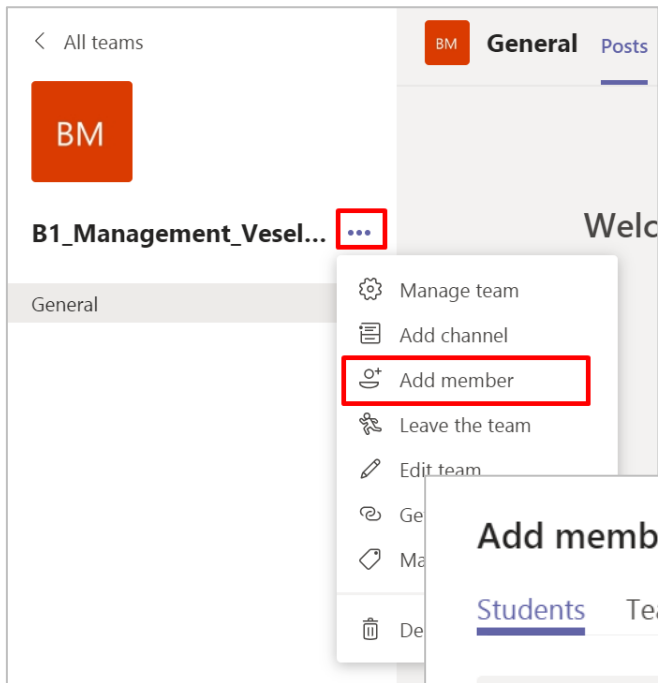 All teams
BM
General Posts
BM
B1_Management_Vesel... ...
Welc
General
Manage team
Add channel
Add member
Leave the team
Edit team
Ge
Ma
De
Add memb
Students Tea